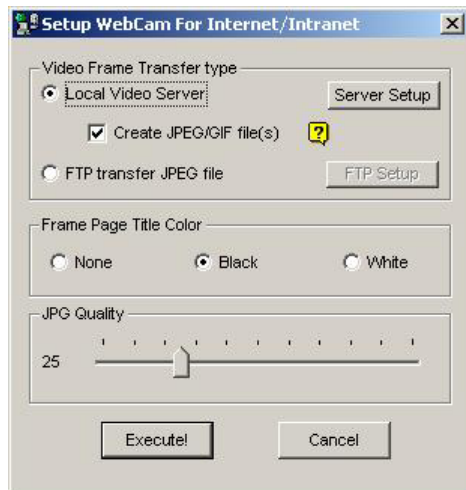 Setup WebCam For Internet/Intranet
Video Frame Transfer type
Local Video Server
Server Setup
Create JPEG/GIF file(s)
?
FTP transfer JPEG file
FTP Setup
Frame Page Title Color
None
Black
White
JPG Quality
25
Execute!
Cancel